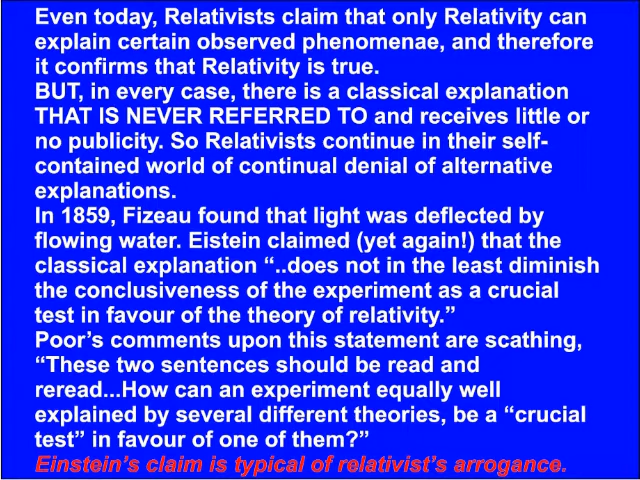 Even today, Relativists claim that only Relativity can
explain certain observed phenomenae, and therefore
it confirms that Relativity is true.
BUT, in every case, there is a classical explanation
THAT IS NEVER REFERRED TO and receives little or
no publicity. So Relativists continue in their self-
contained world of continual denial of alternative
explanations.
In 1859, Fizeau found that light was deflected by
flowing water. Eistein claimed (yet again!) that the
classical explanation “..does not in the least diminish
the conclusiveness of the experiment as a crucial
test in favour of the theory of relativity.”
Poor’s comments upon this statement are scathing,
“These two sentences should be read and
reread...How can an experiment equally well
explained by several different theories, be a “crucial
test” in favour of one of them?”
Einstein’s claim is typical of relativist’s arrogance.